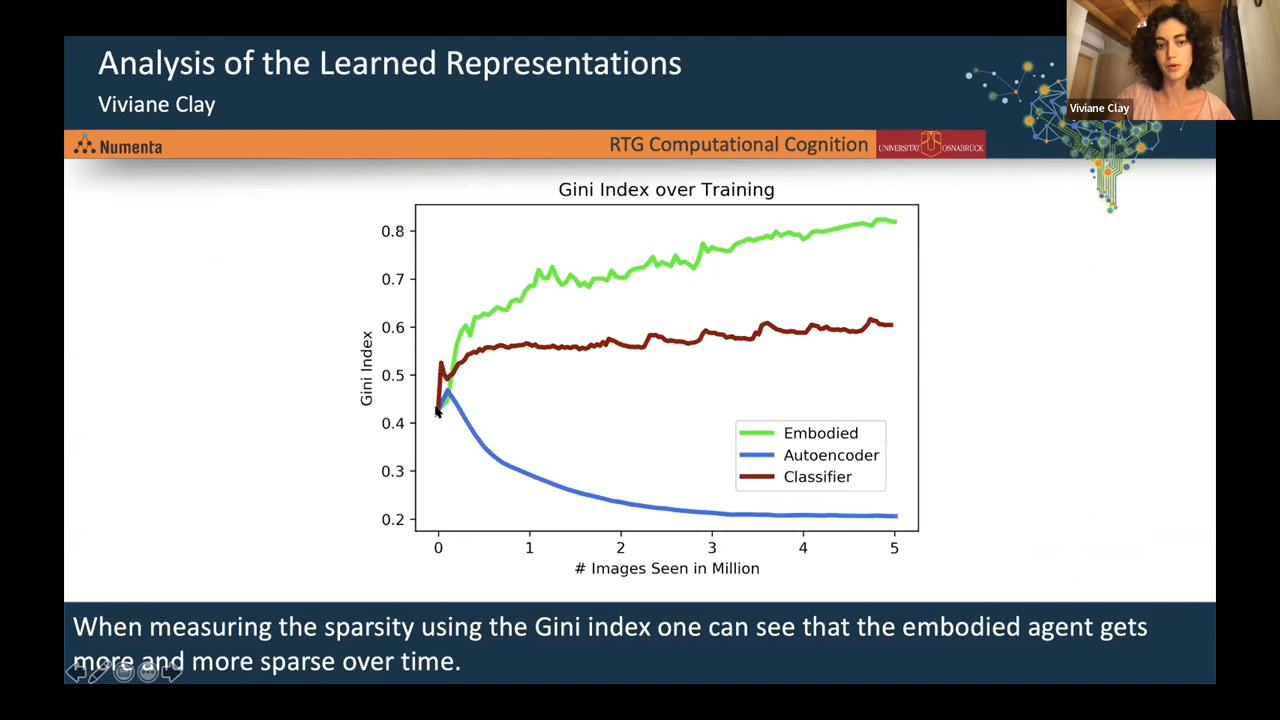 Analysis of the Learned Representations
Viviane Clay
Viviane Clay
Numenta
RTG Computational Cognition
UNIVERSITÄT OSNABRÜCK
Gini Index over Training
Gini Index
0.8
0.7
0.6
0.5
0.4
0.3
0.2
Embodied
Autoencoder
Classifier
0 1 2 3 4 5
# Images Seen in Million
When measuring the sparsity using the Gini index one can see that the embodied agent gets
more and more sparse over time.